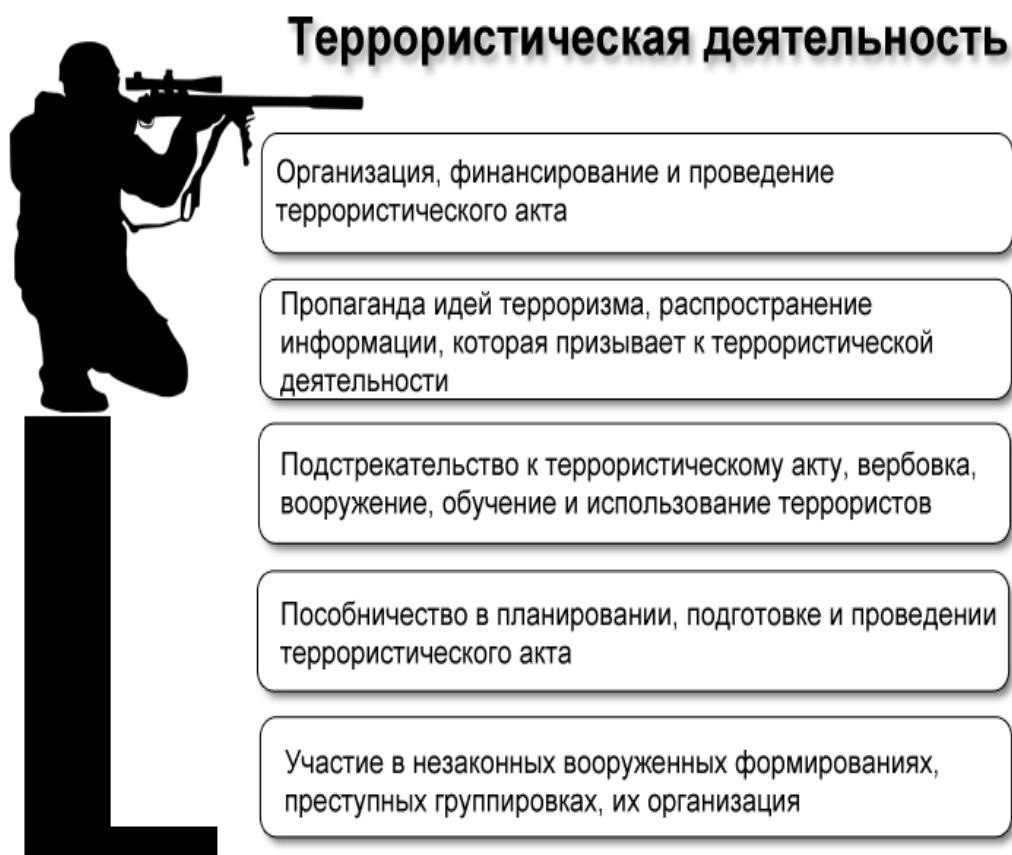 Террористическая деятельность
Организация, финансирование и проведение
террористического акта
Пропаганда идей терроризма, распространение
информации, которая призывает к террористической
деятельности
Подстрекательство к террористическому акту, вербовка,
вооружение, обучение и использование террористов
Пособничество в планировании, подготовке и проведении
террористического акта
Участие в незаконных вооруженных формированиях,
преступных группировках, их организация